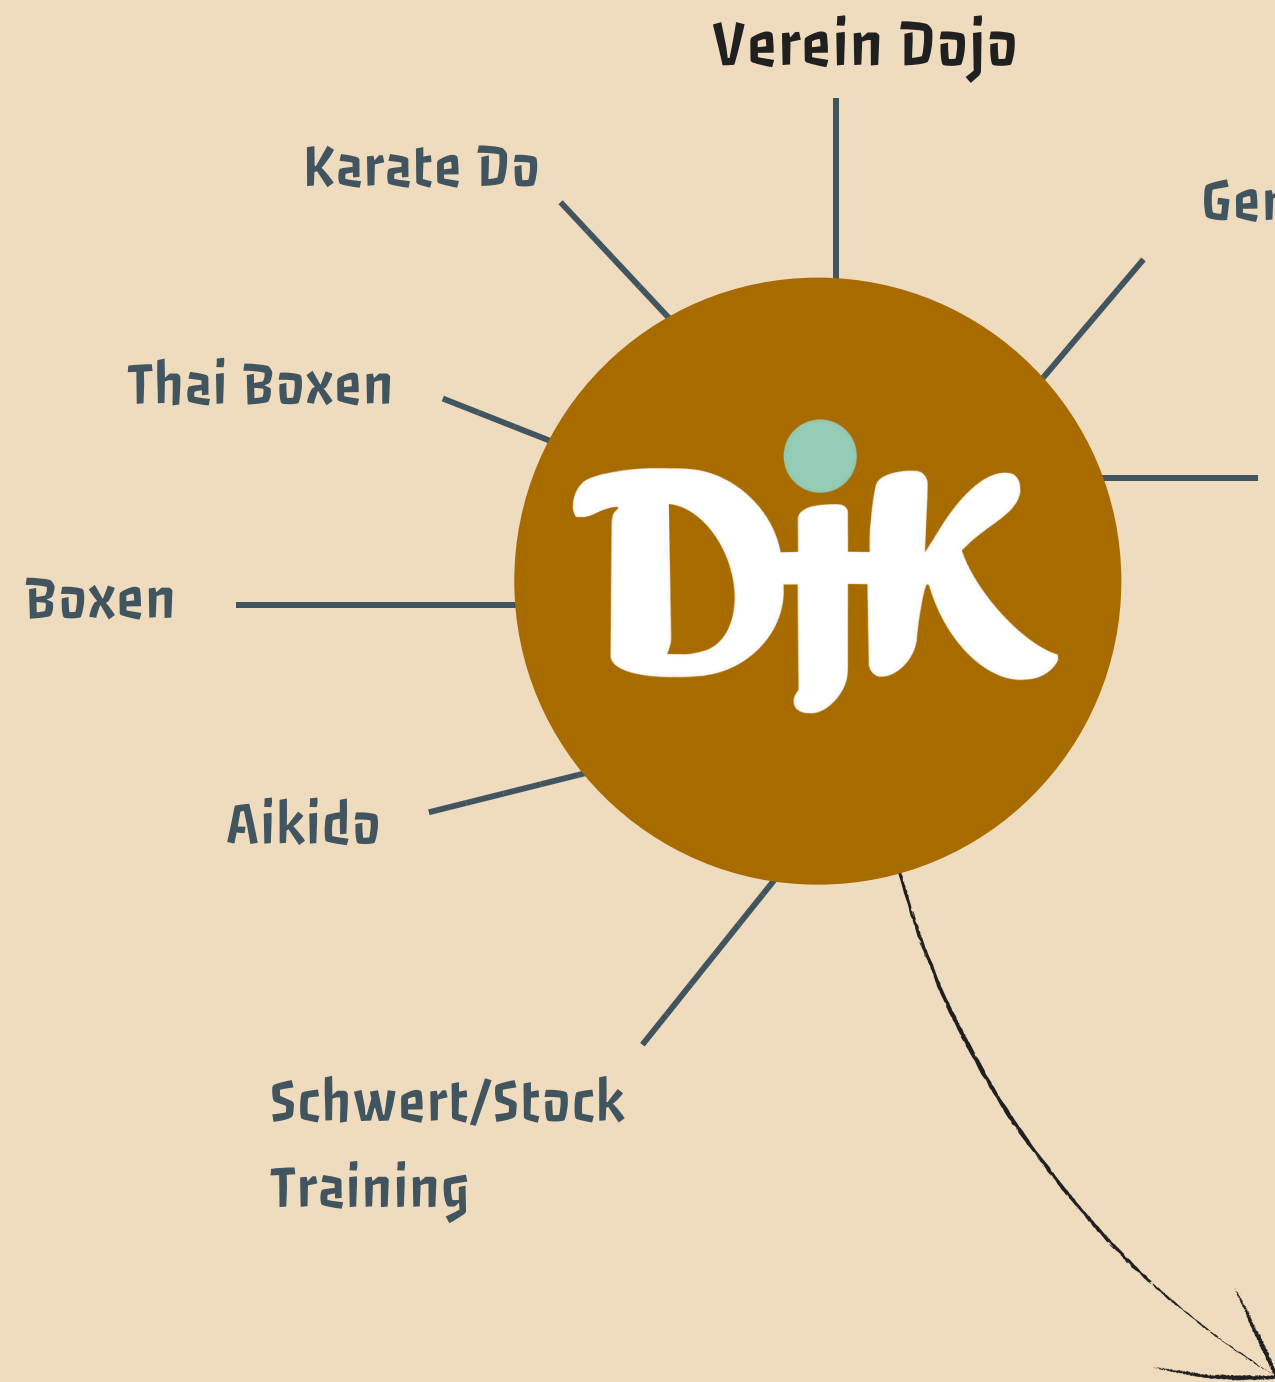 Verein Dojo
Karate Do
Thai Boxen
DjK
Boxen
Aikido
Schwert/Stock
Training